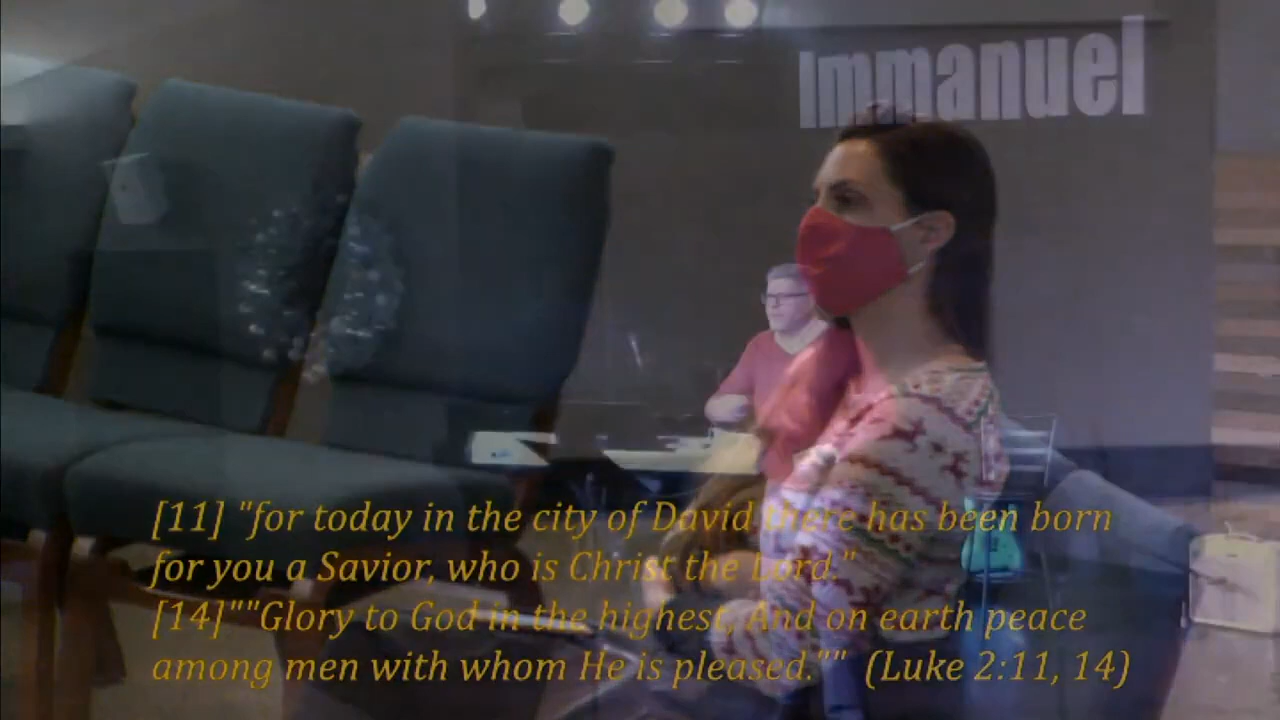 Immanuel
[11] "for today in the city of David there has been born
for you a Savior, who is Christ the Lord."
[14]""Glory to God in the highest, And on earth peace
among men with whom He is pleased."" (Luke 2:11, 14)